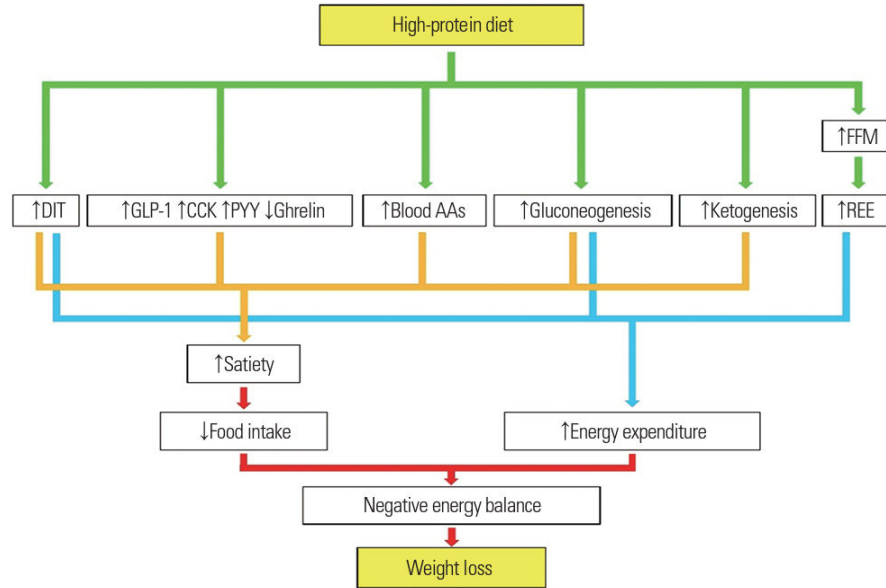 High-protein diet
↑FFM
↑DIT
↑GLP-1 ↑CCK ↑PYY ↓Ghrelin
↑Blood AAs
↑Gluconeogenesis
↑Ketogenesis
↑REE
↑Satiety
↓Food intake
↑Energy expenditure
Negative energy balance
Weight loss